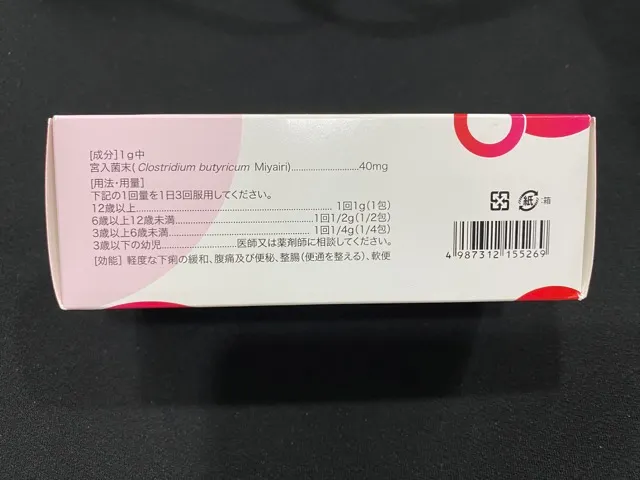 [成分]1g中
宮入菌末(Clostridium butyricum Miyairi)........................40mg
[用法・用量]
下記の1回量を1日3回服用してください。
12歳以上........................1回1g(1包)
6歳以上12歳未満........................1回1/2g(1/2包)
3歳以上6歳未満........................1回1/4g(1/4包)
3歳以下の幼児........................医師又は薬剤師に相談してください。
[効能]軽度な下痢の緩和、腹痛及び便秘、整腸(便通を整える)、軟便
紙 :箱
4 987312 155269